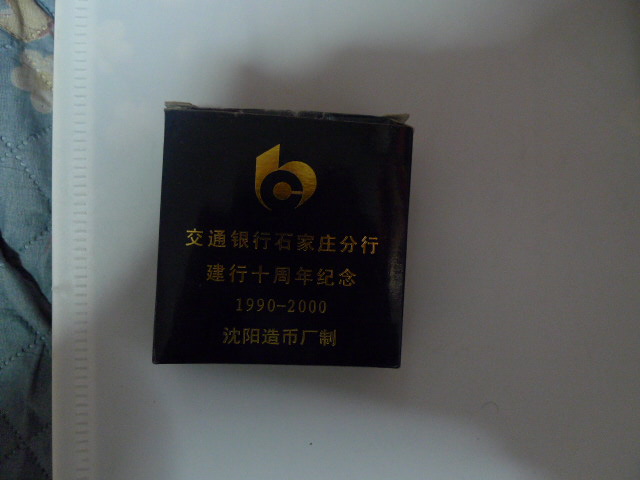 交通银行石家庄分行
建行十周年纪念
1990-2000
沈阳造币厂制